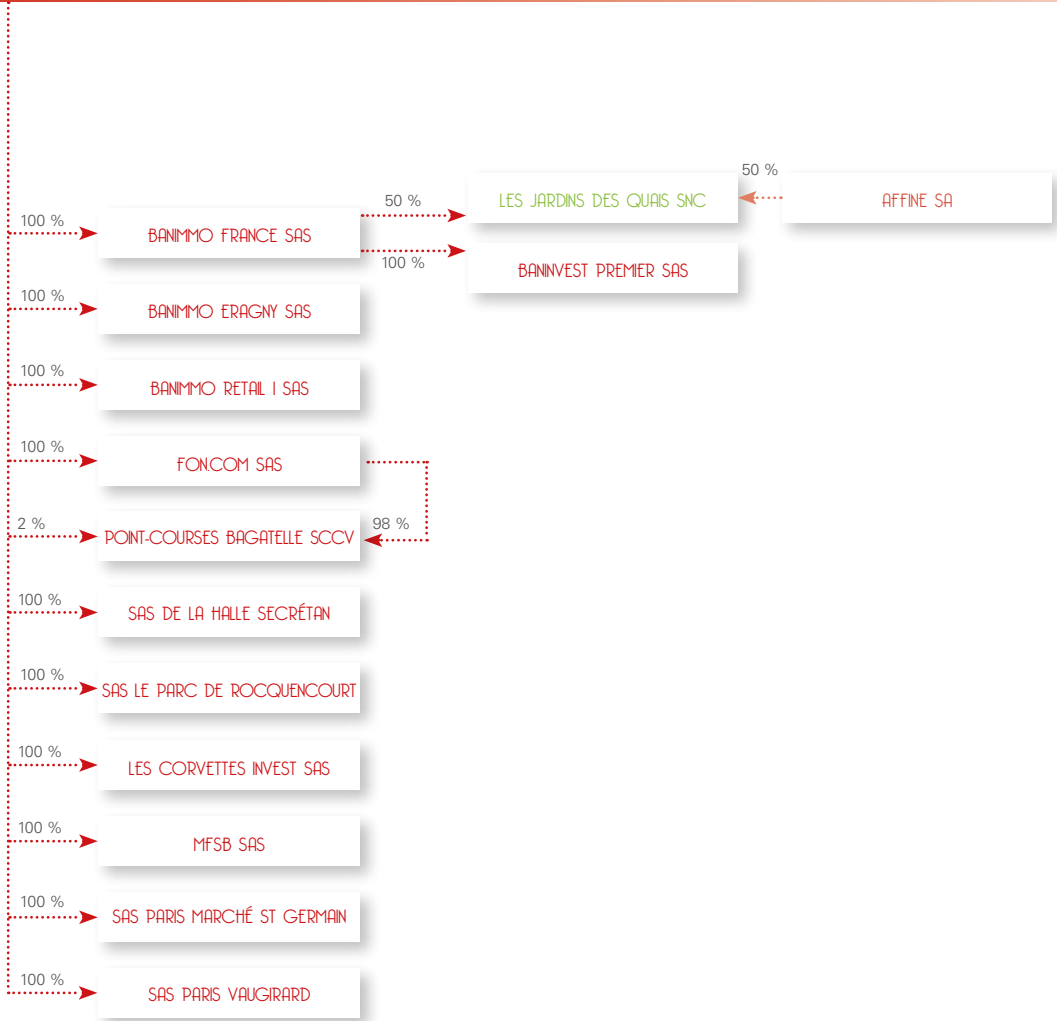 50 %
50 %
LES JARDINS DES QUAIS SNC
AFFINE SA
100 %
BANIMMO FRANCE SAS
100 %
BANINVEST PREMIER SAS
100 %
BANIMMO ERAGNY SAS
100 %
BANIMMO RETAIL I SAS
100 %
FON.COM SAS
2 %
98 %
POINT-COURSES BAGATELLE SCCV
100 %
SAS DE LA HALLE SECRÉTAN
100 %
SAS LE PARC DE ROCQUENCOURT
100 %
LES CORVETTES INVEST SAS
100 %
MFSB SAS
100 %
SAS PARIS MARCHÉ ST GERMAIN
100 %
SAS PARIS VAUGIRARD